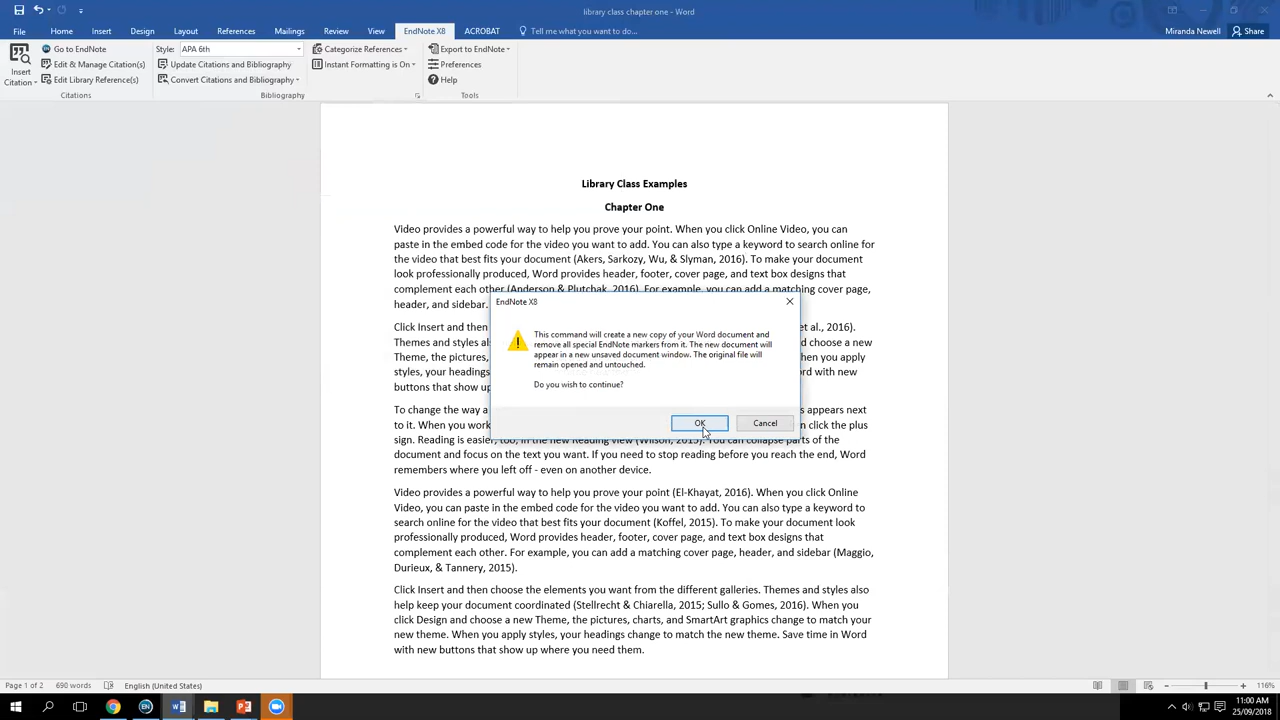 library class chapter one - Word
File
Home
Insert
Design
Layout
References
Mailings
Review
View
EndNote X8
ACROBAT
Tell me what you want to do...
Miranda Newell
Share
Insert
Citation
Go to EndNote
Edit & Manage Citation(s)
Edit Library Reference(s)
Citations
Style: APA 6th
Update Citations and Bibliography
Convert Citations and Bibliography
Bibliography
Categorize References
Instant Formatting is On
Export to EndNote
Preferences
Help
Tools
Library Class Examples
Chapter One
Video provides a powerful way to help you prove your point. When you click Online Video, you can
paste in the embed code for the video you want to add. You can also type a keyword to search online for
the video that best fits your document (Akers, Sarkozy, Wu, & Slyman, 2016). To make your document
look professionally produced, Word provides header, footer, cover page, and text box designs that
complement each other (Anderson & Plutchak, 2016). For example, you can add a matching cover page,
header, and sidebar.
Click Insert and then et al., 2016).
Themes and styles als and choose a new
Theme, the pictures, hen you apply
styles, your headings ord with new
buttons that show up
To change the way a s appears next
to it. When you work n click the plus
sign. Reading is easier, too, in the new Reading view (Wilson, 2015). You can collapse parts of the
document and focus on the text you want. If you need to stop reading before you reach the end, Word
remembers where you left off - even on another device.
Video provides a powerful way to help you prove your point (El-Khayat, 2016). When you click Online
Video, you can paste in the embed code for the video you want to add. You can also type a keyword to
search online for the video that best fits your document (Koffel, 2015). To make your document look
professionally produced, Word provides header, footer, cover page, and text box designs that
complement each other. For example, you can add a matching cover page, header, and sidebar (Maggio,
Durieux, & Tannery, 2015).
Click Insert and then choose the elements you want from the different galleries. Themes and styles also
help keep your document coordinated (Stellrecht & Chiarella, 2015; Sullo & Gomes, 2016). When you
click Design and choose a new Theme, the pictures, charts, and SmartArt graphics change to match your
new theme. When you apply styles, your headings change to match the new theme. Save time in Word
with new buttons that show up where you need them.
EndNote X8
This command will create a new copy of your Word document and
remove all special EndNote markers from it. The new document will
appear in a new unsaved document window. The original file will
remain opened and untouched.
Do you wish to continue?
OK
Cancel
Page 1 of 2
690 words
English (United States)
116%
EN
11:00 AM
25/09/2018